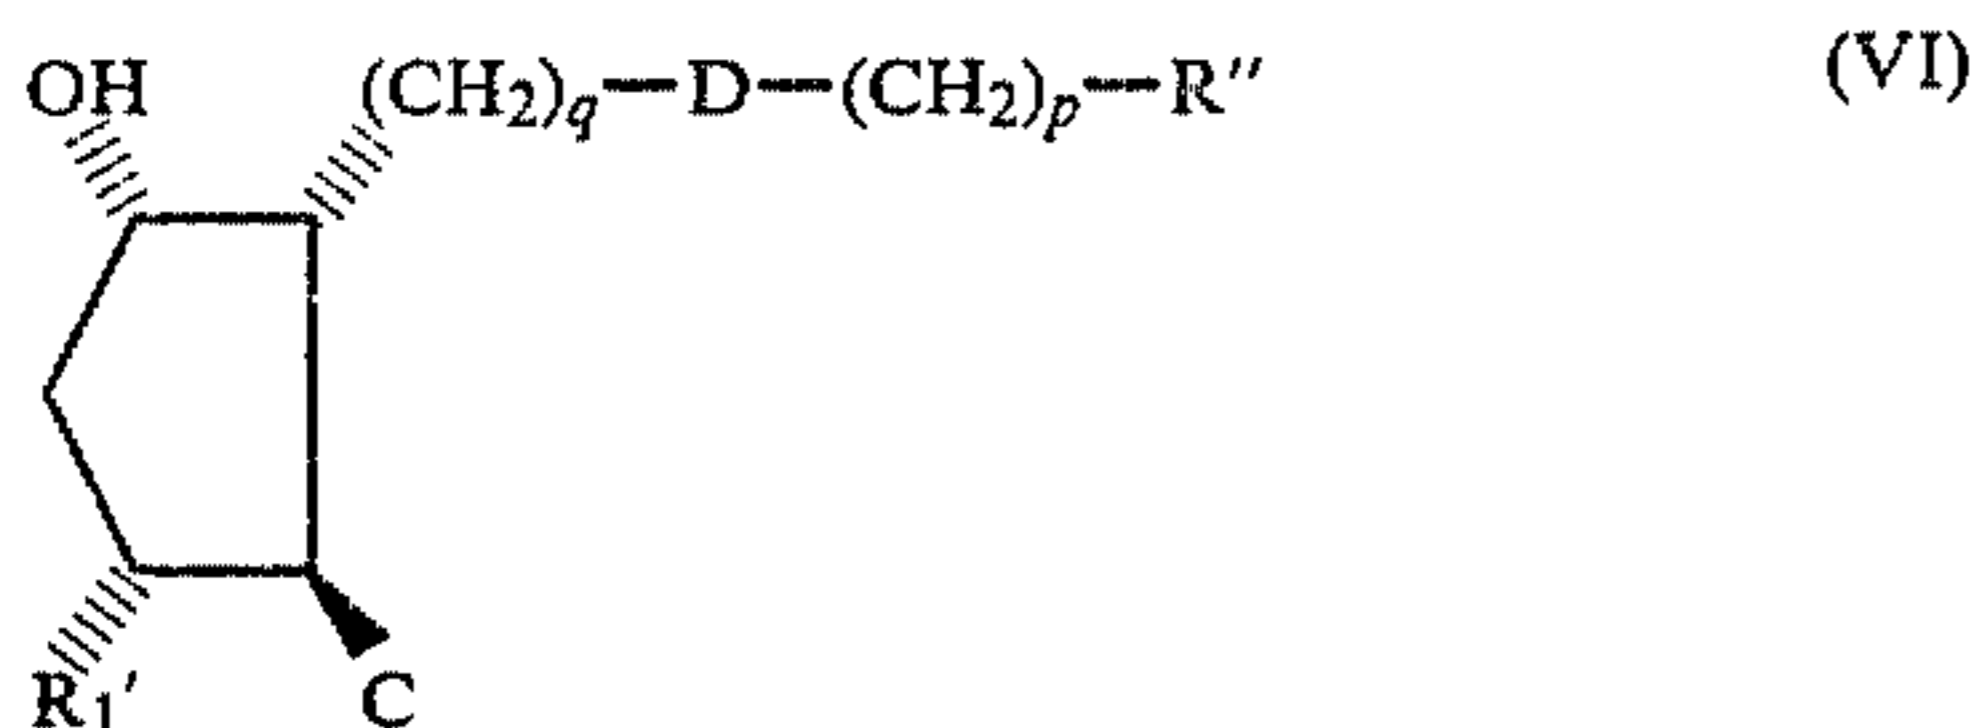 OH (CH₂)q—D—(CH₂)p—R″ (VI)
R₁′ C